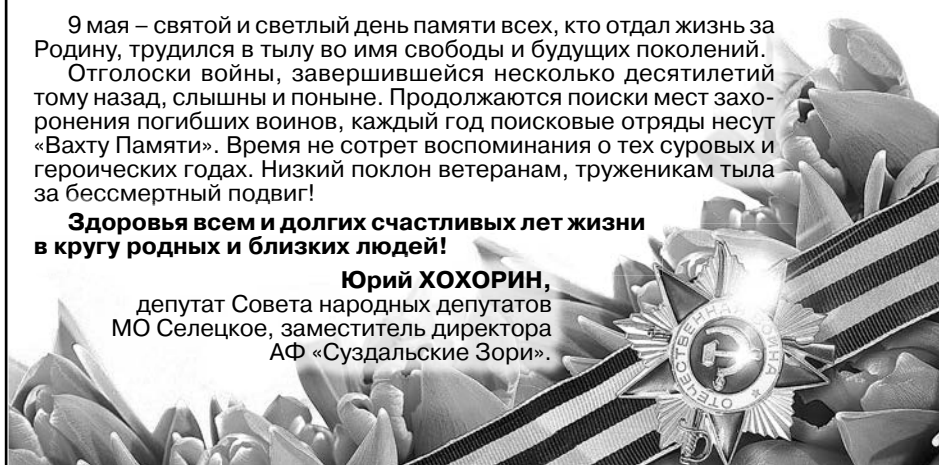 9 мая – святой и светлый день памяти всех, кто отдал жизнь за
Родину, трудился в тылу во имя свободы и будущих поколений.
Отголоски войны, завершившейся несколько десятилетий
тому назад, слышны и поныне. Продолжаются поиски мест захо-
ронения погибших воинов, каждый год поисковые отряды несут
«Вахту Памяти». Время не сотрет воспоминания о тех суровых и
героических годах. Низкий поклон ветеранам, труженикам тыла
за бессмертный подвиг!
Здоровья всем и долгих счастливых лет жизни
в кругу родных и близких людей!
Юрий ХОХОРИН,
депутат Совета народных депутатов
МО Селецкое, заместитель директора
АФ «Суздальские Зори».
ОТЕЧЕСТВЕННАЯ ВОЙНА